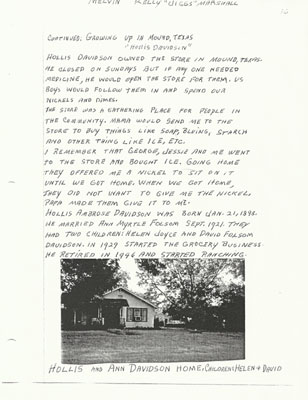 MELVIN KELLY "BIGGS" MARSHALL
CONTINUED, GROWING UP IN MOUND, TEXAS
"HOLLIS DAVIDSON"
HOLLIS DAVIDSON OWNED THE STORE IN MOUND, TEXAS.
HE CLOSED ON SUNDAYS BUT IF ANY ONE NEEDED
MEDICINE, HE WOULD OPEN THE STORE FOR THEM. US
BOYS WOULD FOLLOW THEM IN AND SPEND OUR
NICKELS AND DIMES.
THE STORE WAS A GATHERING PLACE FOR PEOPLE IN
THE COMMUNITY. MAMA WOULD SEND ME TO THE
STORE TO BUY THINGS LIKE SOAP, BLUING, STARCH
AND OTHER THING LIKE ICE, ETC.
I REMEMBER THAT GEORGE, JESSIE AND ME WENT
TO THE STORE ARE BOUGHT ICE. GOING HOME
THEY OFFERED ME A NICKEL TO SIT ON IT
UNTIL WE GOT HOME. WHEN WE GOT HOME,
THEY DID NOT WANT TO GIVE ME THE NICKEL.
PAPA MADE THEM GIVE IT TO ME.
HOLLIS AMBROSE DAVIDSON WAS BORN JAN. 21, 1898.
HE MARRIED ANN MYRTLE FOLSOM SEPT. 1921. THEY
HAD TWO CHILDREN: HELEN JOYCE AND DAVID FOLSOM
DAVIDSON. IN 1929 STARTED THE GROCERY BUSINESS.
HE RETIRED IN 1946 AND STARTED RANCHING.
HOLLIS AND ANN DAVIDSON HOME. CHILDREN: HELEN & DAVID